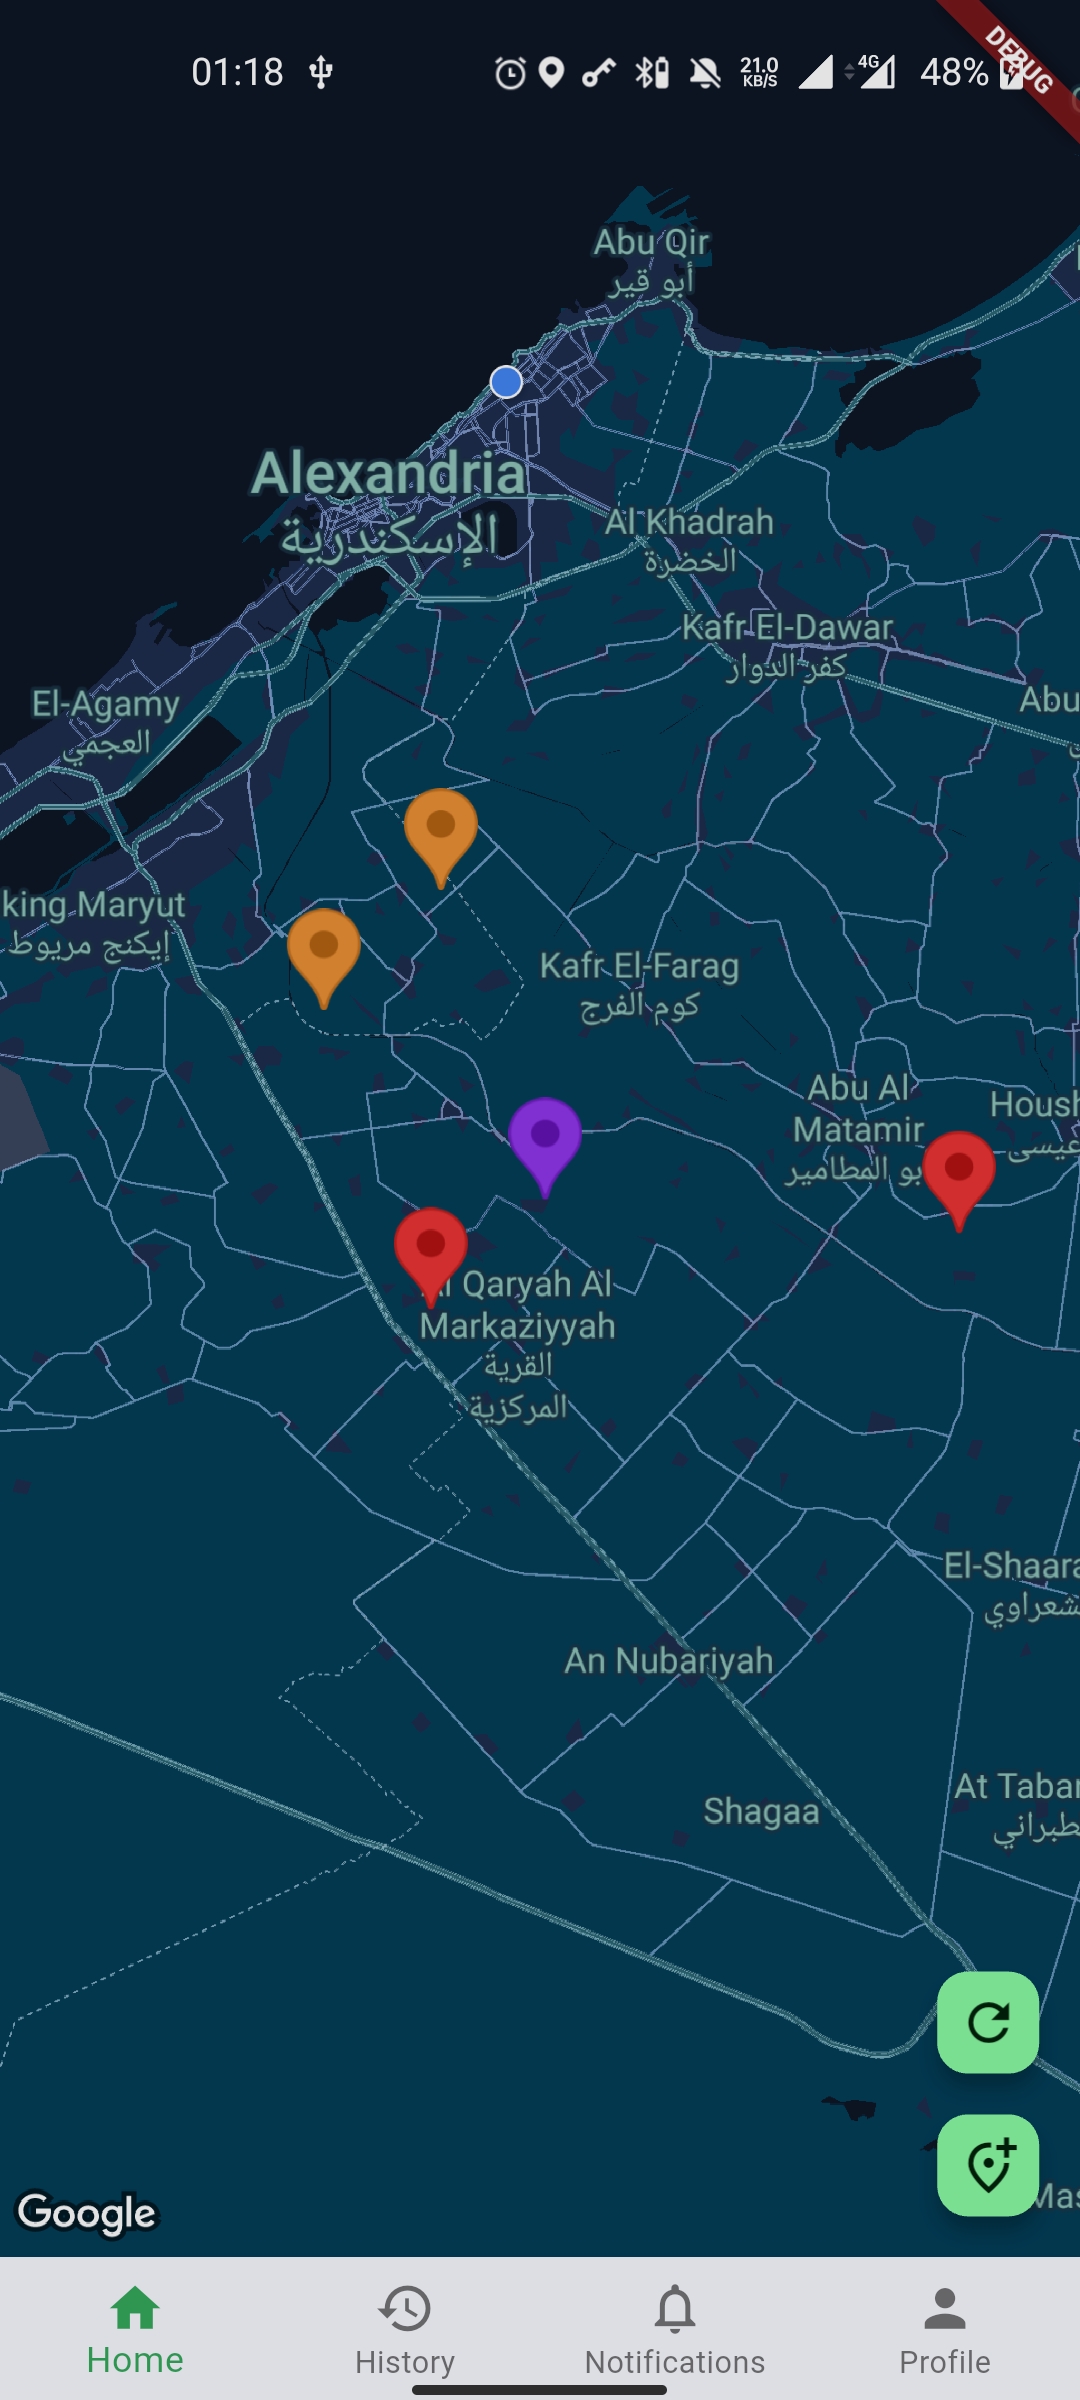 01:18
21.0
KB/S
4G
48%
DEBUG
Abu Qir
أبو قير
Alexandria
الإسكندرية
Al Khadrah
الخضرة
Kafr El-Dawar
كفر الدوار
El-Agamy
العجمي
Abu
king Maryut
إيكنج مريوط
Kafr El-Farag
كوم الفرج
Abu Al
Matamir
بو المطامير
Housh
عيسى
Al Qaryah Al
Markaziyyah
القرية
المركزية
El-Shaara
شعراوي
An Nubariyah
At Tabar
طبراني
Shagaa
Mas
Google
Home
History
Notifications
Profile